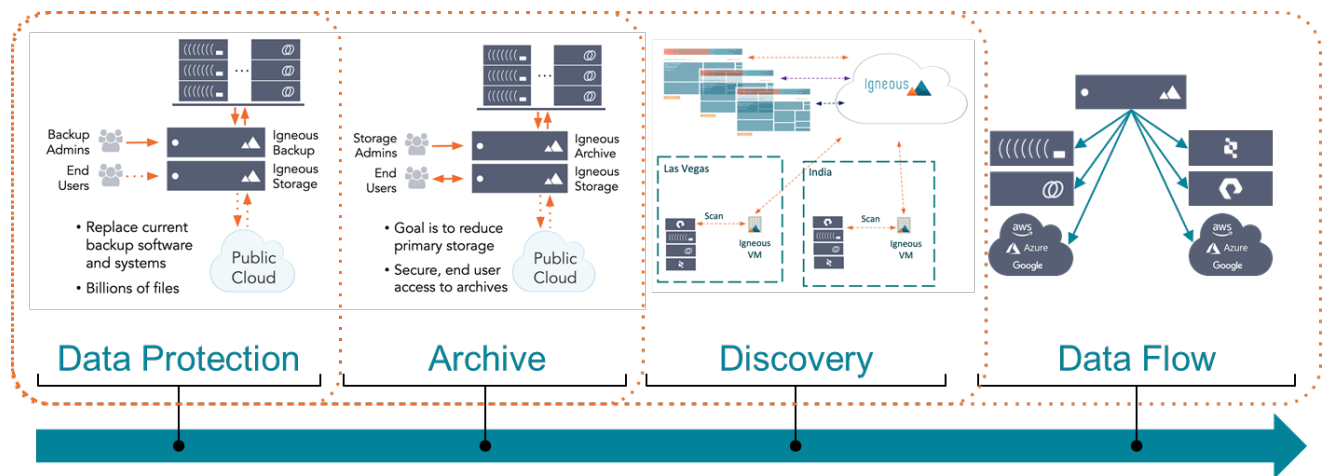 Backup
Admins
End
Users
Igneous
Backup
Igneous
Storage
• Replace current
backup software
and systems
• Billions of files
Public
Cloud
Storage
Admins
End
Users
Igneous
Archive
Igneous
Storage
• Goal is to reduce
primary storage
• Secure, end user
access to archives
Public
Cloud
Igneous
Las Vegas
Scan
Igneous
VM
India
Scan
Igneous
VM
aws
Azure
Google
aws
Azure
Google
Data Protection
Archive
Discovery
Data Flow